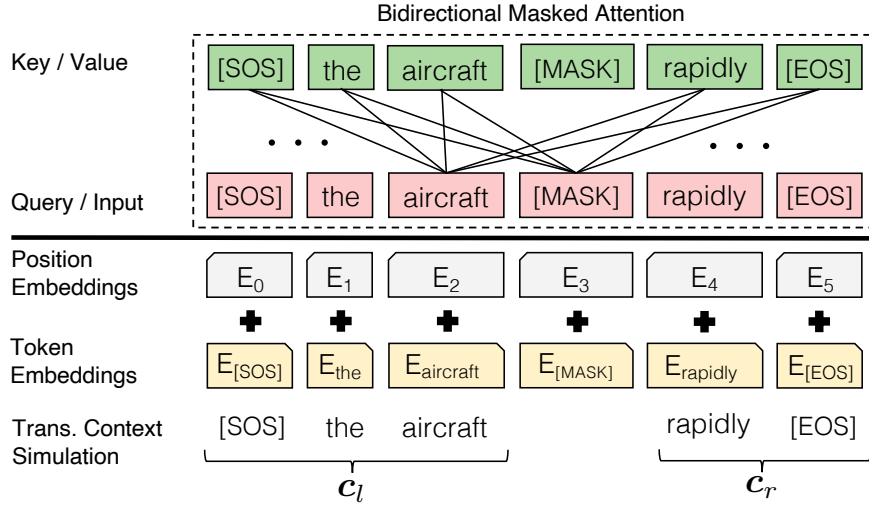 Bidirectional Masked Attention
Key / Value
[SOS] the aircraft [MASK] rapidly [EOS]
. . .
. . .
Query / Input
[SOS] the aircraft [MASK] rapidly [EOS]
Position
Embeddings
E₀ E₁ E₂ E₃ E₄ E₅
+ + + + + +
Token
Embeddings
E[SOS] Ethe Eaircraft E[MASK] Erapidly E[EOS]
Trans. Context
Simulation
[SOS] the aircraft rapidly [EOS]
cₗ cᵣ